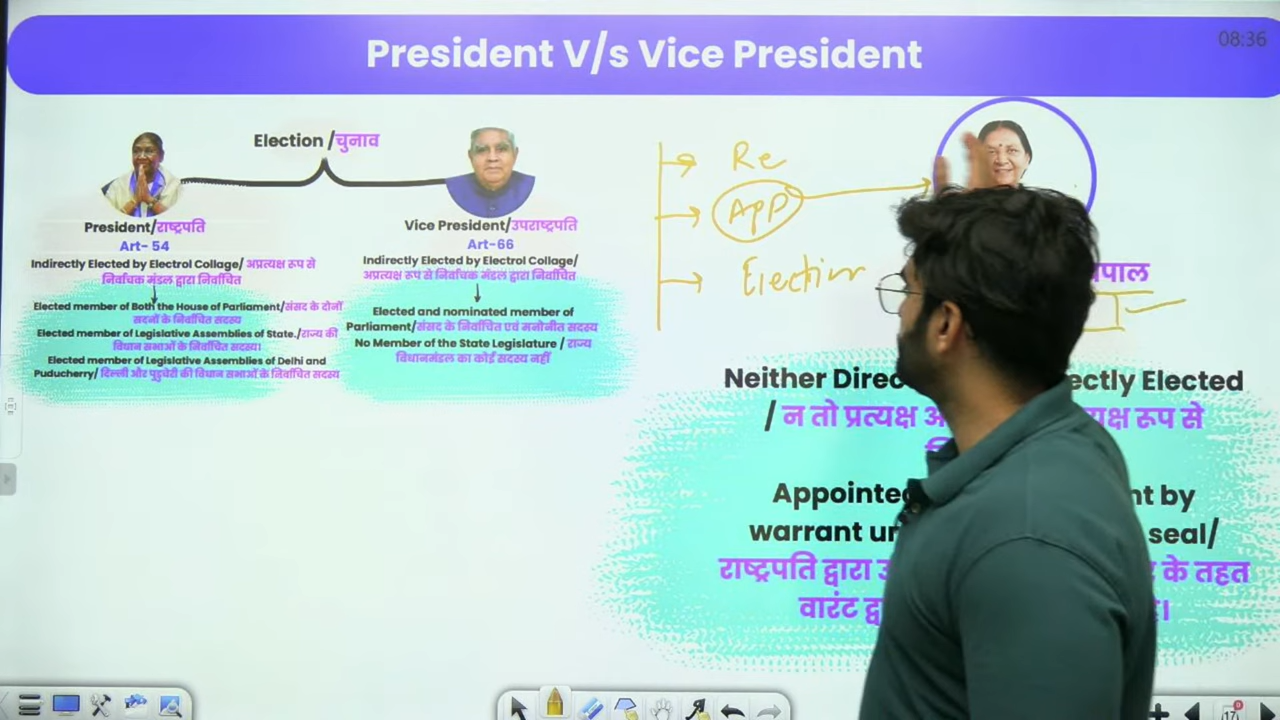 President V/s Vice President
08:36
Election /चुनाव
President/राष्ट्रपति
Art- 54
Indirectly Elected by Electrol Collage/ अप्रत्यक्ष रूप से
निर्वाचक मंडल द्वारा निर्वाचित
Elected member of Both the House of Parliament/संसद के दोनों
सदनों के निर्वाचित सदस्य
Elected member of Legislative Assemblies of State./राज्य की
विधान सभाओं के निर्वाचित सदस्य।
Elected member of Legislative Assemblies of Delhi and
Puducherry/ दिल्ली और पुडुचेरी की विधान सभाओं के निर्वाचित सदस्य
Vice President/उपराष्ट्रपति
Art-66
Indirectly Elected by Electrol Collage/
अप्रत्यक्ष रूप से निर्वाचक मंडल द्वारा निर्वाचित
Elected and nominated member of
Parliament/संसद के निर्वाचित एवं मनोनीत सदस्य
No Member of the State Legislature / राज्य
विधानमंडल का कोई सदस्य नहीं
Re
App
Election
पाल
Neither Direc ectly Elected
/ न तो प्रत्यक्ष रूप से
Appointe nt by
warrant seal/
राष्ट्रपति द्वारा के तहत
वारंट
17